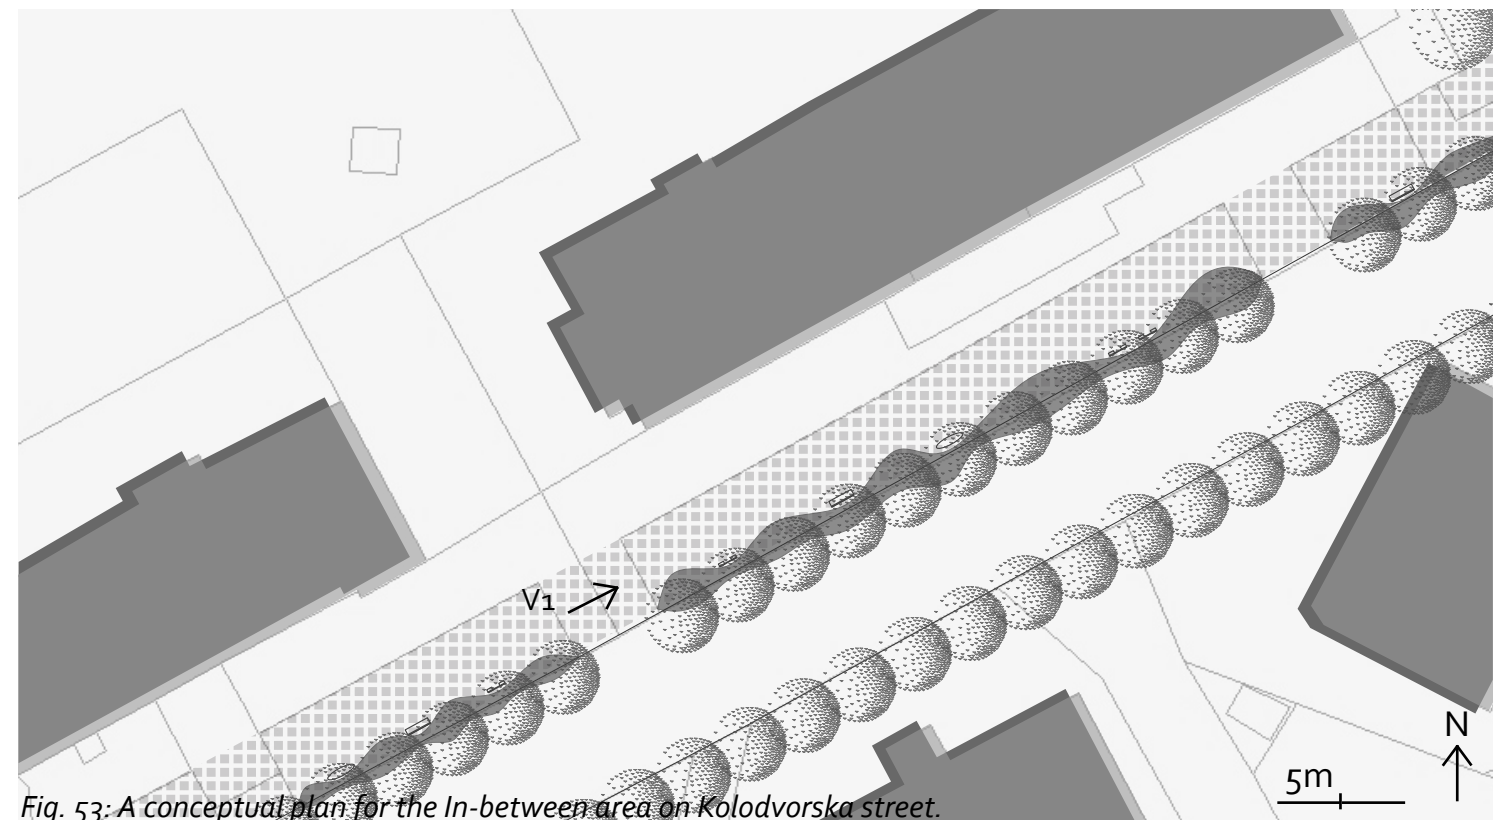 V1
N
5m
Fig. 53: A conceptual plan for the In-between area on Kolodvorska street.